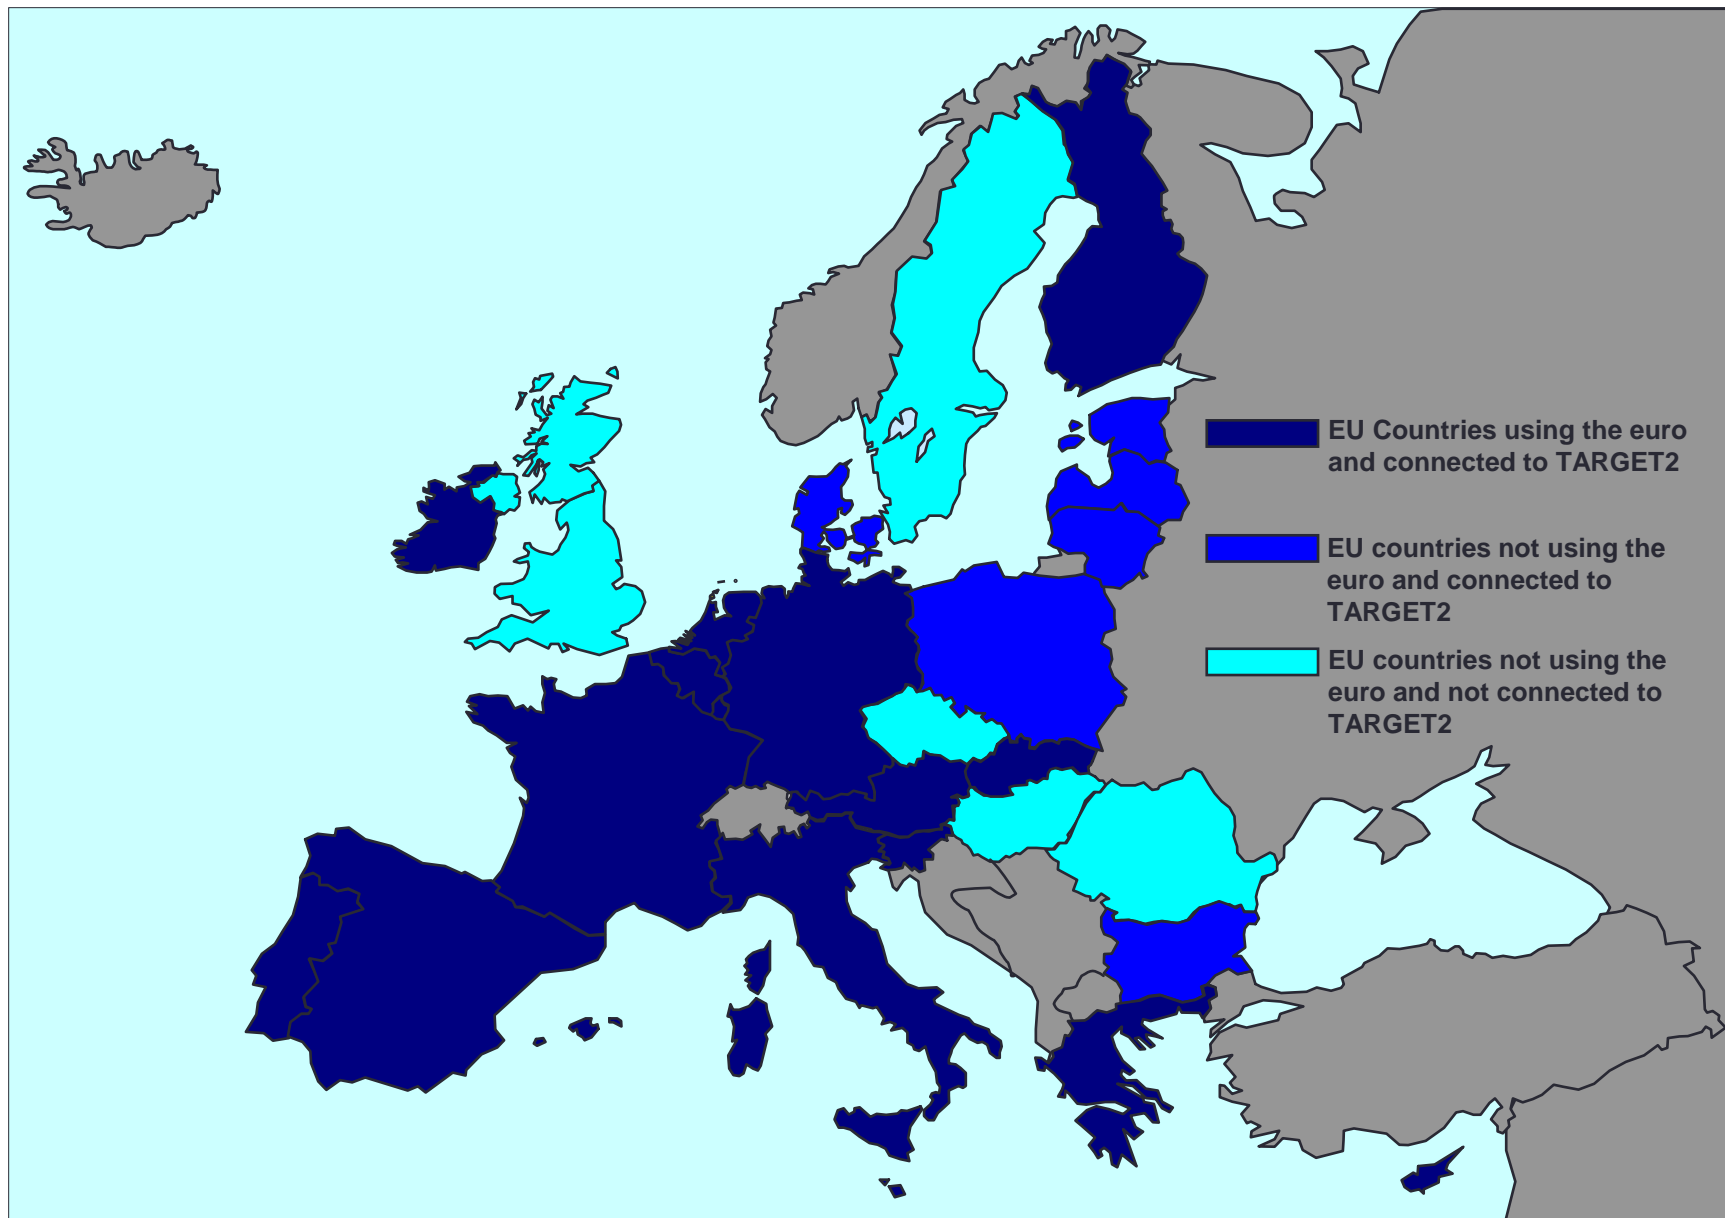 EU Countries using the euro
and connected to TARGET2
EU countries not using the
euro and connected to
TARGET2
EU countries not using the
euro and not connected to
TARGET2